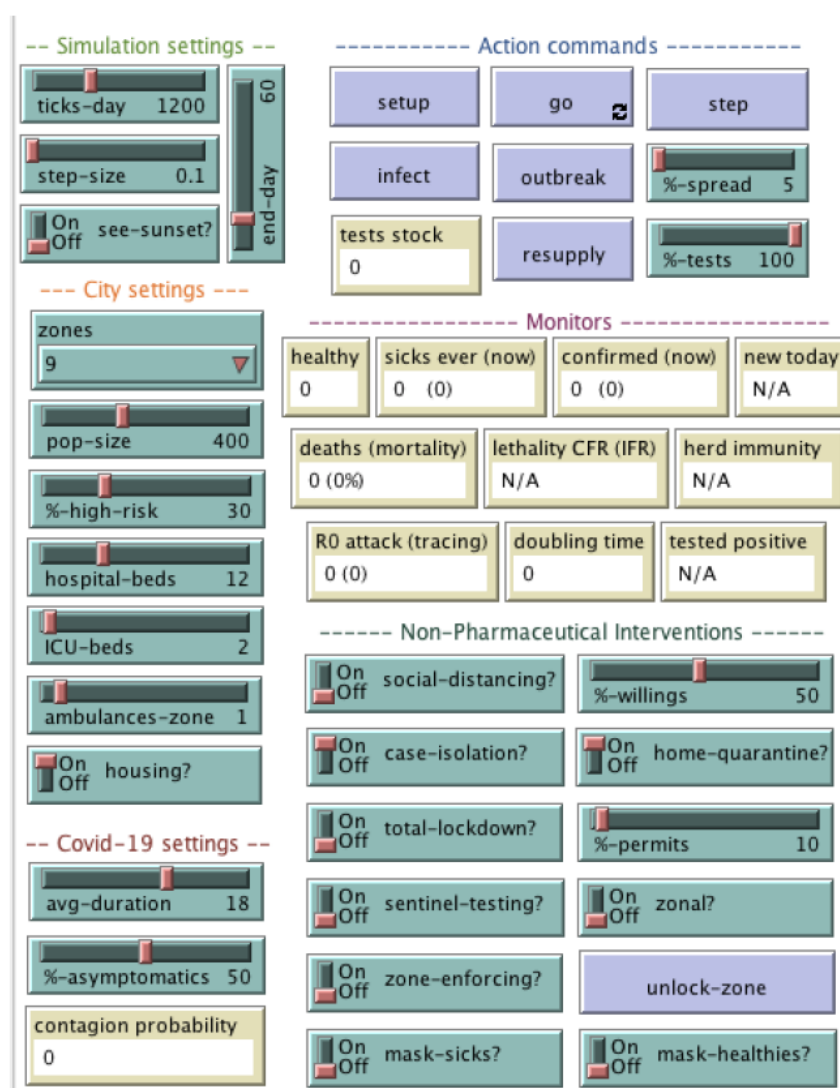 -- Simulation settings --
ticks-day 1200
step-size 0.1
On
Off
see-sunset?
end-day 60
----------- Action commands -----------
setup
go
step
infect
outbreak
%-spread 5
tests stock
0
resupply
%-tests 100
--- City settings ---
zones
9
pop-size 400
%-high-risk 30
hospital-beds 12
ICU-beds 2
ambulances-zone 1
On
Off
housing?
-- Covid-19 settings --
avg-duration 18
%-asymptomatics 50
contagion probability
0
----------------- Monitors -----------------
healthy
0
sicks ever (now)
0 (0)
confirmed (now)
0 (0)
new today
N/A
deaths (mortality)
0 (0%)
lethality CFR (IFR)
N/A
herd immunity
N/A
R0 attack (tracing)
0 (0)
doubling time
0
tested positive
N/A
------ Non-Pharmaceutical Interventions ------
On
Off
social-distancing?
%-willings 50
On
Off
case-isolation?
On
Off
home-quarantine?
On
Off
total-lockdown?
%-permits 10
On
Off
sentinel-testing?
On
Off
zonal?
On
Off
zone-enforcing?
unlock-zone
On
Off
mask-sicks?
On
Off
mask-healthies?